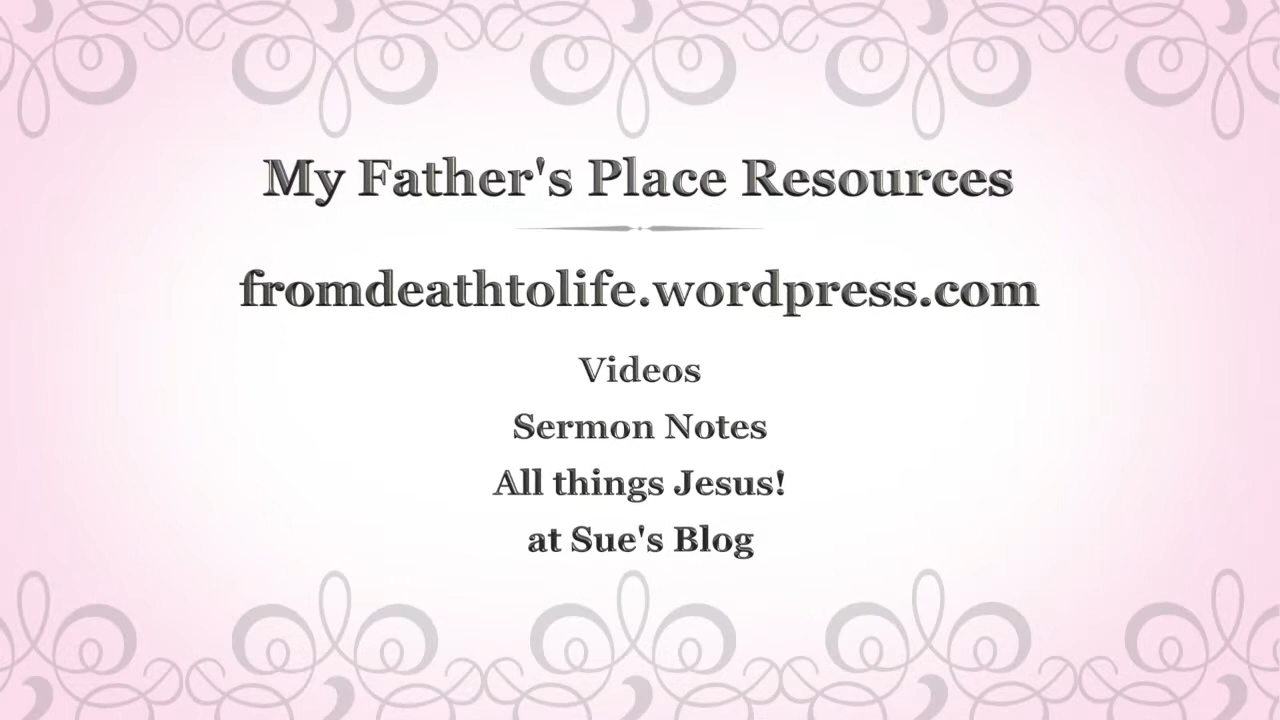 My Father's Place Resources
fromdeathtolife.wordpress.com
Videos
Sermon Notes
All things Jesus!
at Sue's Blog